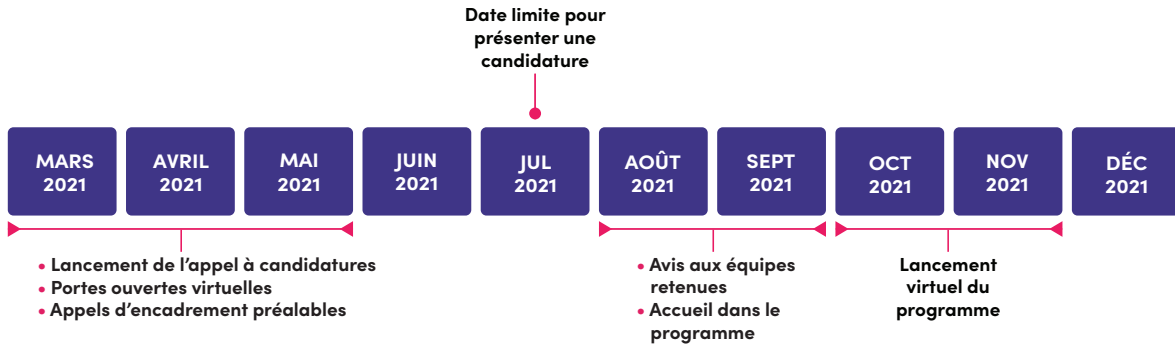 Date limite pour
présenter une
candidature
MARS
2021
AVRIL
2021
MAI
2021
JUIN
2021
JUL
2021
AOÛT
2021
SEPT
2021
OCT
2021
NOV
2021
DÉC
2021
• Lancement de l’appel à candidatures
• Portes ouvertes virtuelles
• Appels d’encadrement préalables
• Avis aux équipes
retenues
• Accueil dans le
programme
Lancement
virtuel du
programme